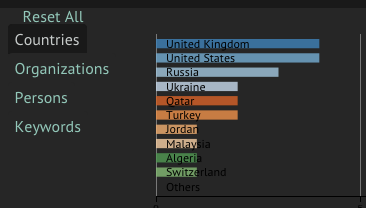 Reset All
Countries
Organizations
Persons
Keywords
United Kingdom
United States
Russia
Ukraine
Qatar
Turkey
Jordan
Malaysia
Algeria
Switzerland
Others